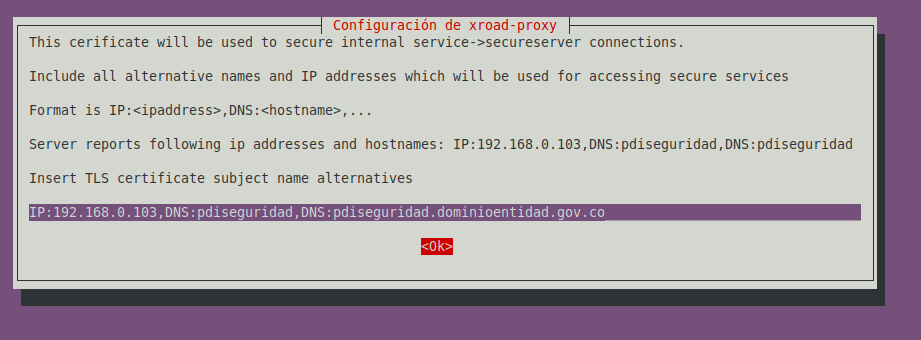 Configuración de xroad-proxy
This cerificate will be used to secure internal service->secureserver connections.
Include all alternative names and IP addresses which will be used for accessing secure services
Format is IP:<ipaddress>,DNS:<hostname>,...
Server reports following ip addresses and hostnames: IP:192.168.0.103,DNS:pdiseguridad,DNS:pdiseguridad
Insert TLS certificate subject name alternatives
IP:192.168.0.103,DNS:pdiseguridad,DNS:pdiseguridad.dominioentidad.gov.co
<Ok>